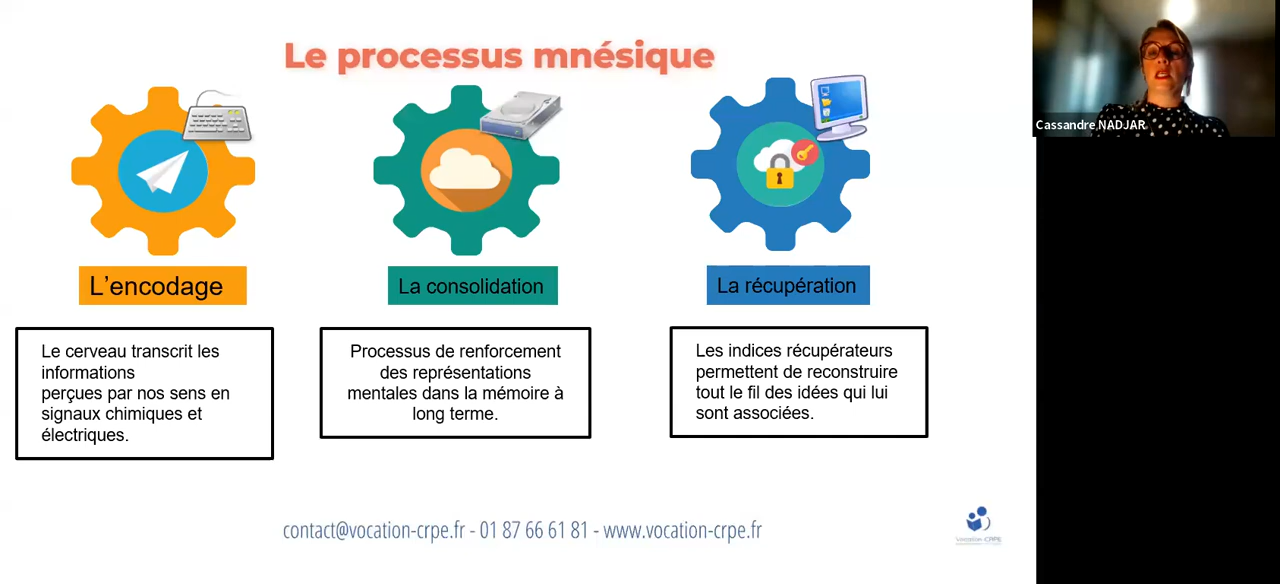 Le processus mnésique
Cassandre NADJAR
L'encodage
La consolidation
La récupération
Le cerveau transcrit les
informations
perçues par nos sens en
signaux chimiques et
électriques.
Processus de renforcement
des représentations
mentales dans la mémoire à
long terme.
Les indices récupérateurs
permettent de reconstruire
tout le fil des idées qui lui
sont associées.
contact@vocation-crpe.fr - 01 87 66 61 81 - www.vocation-crpe.fr
Vocation CRPE